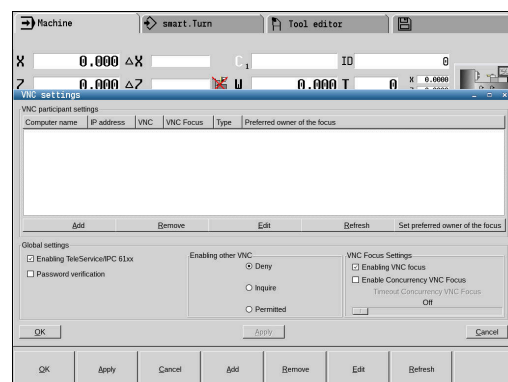 Machine
smart.Turn
Tool editor
X 0.000 △X C 1 ID 0
Z 0.000 △Z W 0.000 T 0 X 0.0000
VNC settings
VNC participant settings
Computer name IP address VNC VNC Focus Type Preferred owner of the focus
Add Remove Edit Refresh Set preferred owner of the focus
Global settings
Enabling TeleService/IPC 61xx
Password verification
Enabling other VNC
Deny
Inquire
Permitted
VNC Focus Settings
Enabling VNC focus
Enable Concurrency VNC Focus
Timeout Concurrency VNC Focus
Off
OK Apply Cancel
OK Apply Cancel Add Remove Edit Refresh